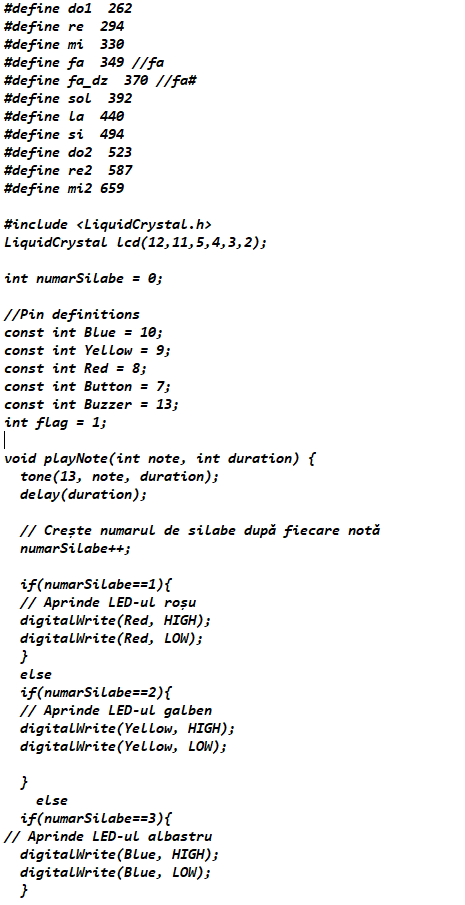 #define do1  262
#define re  294
#define mi  330
#define fa  349 //fa
#define fa_dz  370 //fa#
#define sol  392
#define la  440
#define si  494
#define do2  523
#define re2  587
#define mi2 659

#include <LiquidCrystal.h>
LiquidCrystal lcd(12,11,5,4,3,2);

int numarSilabe = 0;

//Pin definitions
const int Blue = 10;
const int Yellow = 9;
const int Red = 8;
const int Button = 7;
const int Buzzer = 13;
int flag = 1;

void playNote(int note, int duration) {
  tone(13, note, duration);
  delay(duration);

  // Crește numarul de silabe după fiecare notă
  numarSilabe++;

  if(numarSilabe==1){
  // Aprinde LED-ul roșu
  digitalWrite(Red, HIGH);
  digitalWrite(Red, LOW);
  }
  else
  if(numarSilabe==2){
  // Aprinde LED-ul galben
  digitalWrite(Yellow, HIGH);
  digitalWrite(Yellow, LOW);

  }
    else
  if(numarSilabe==3){
// Aprinde LED-ul albastru
  digitalWrite(Blue, HIGH);
  digitalWrite(Blue, LOW);
  }